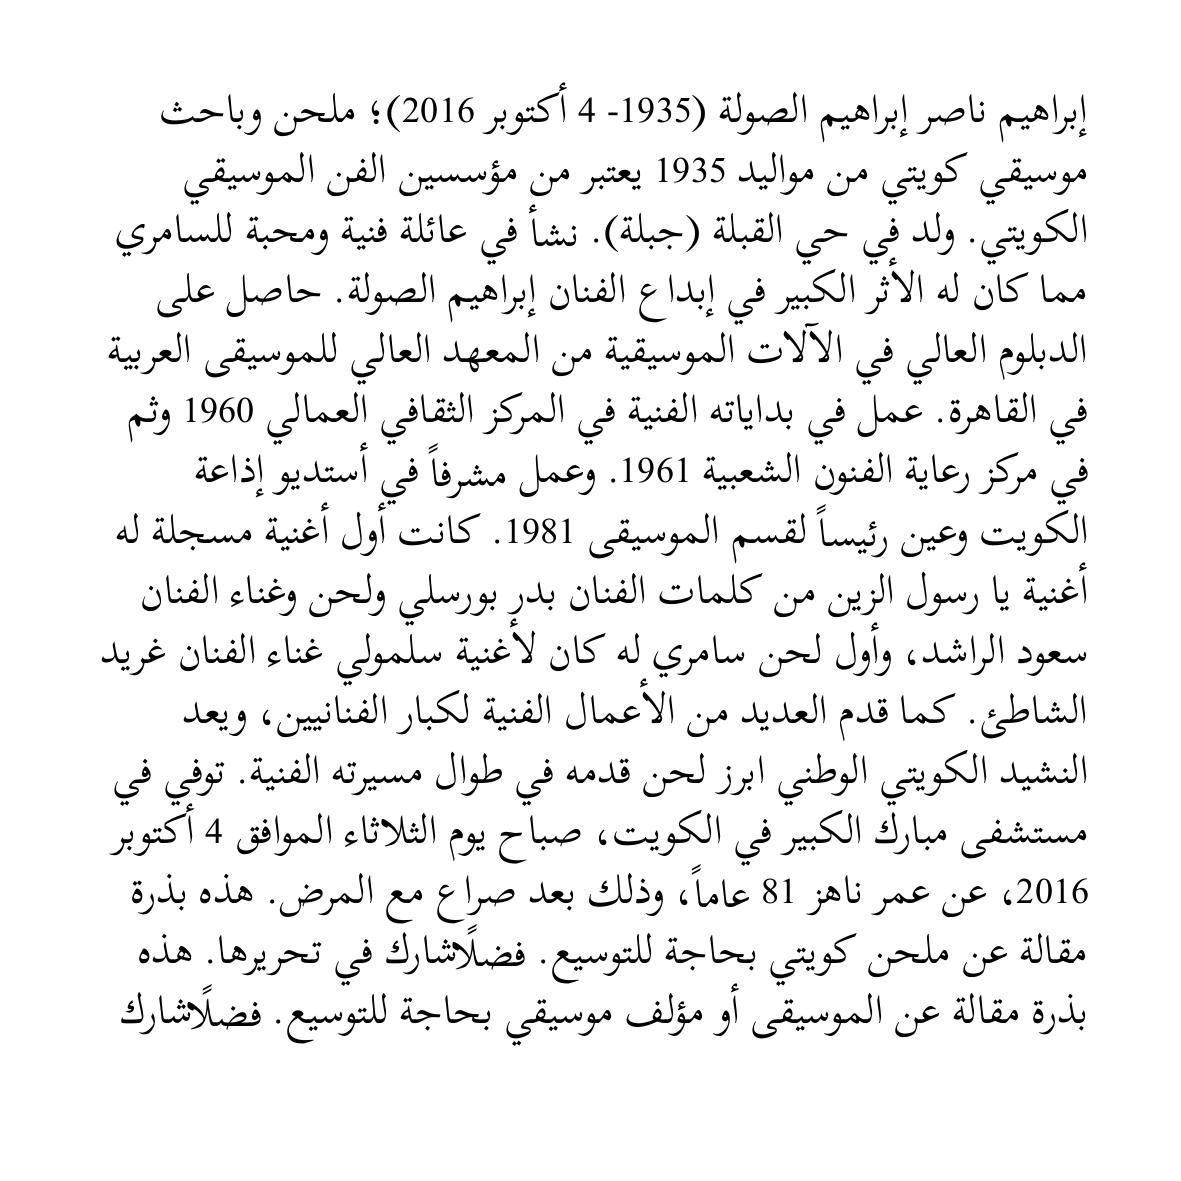 إبراهيم ناصر إبراهيم الصولة (1935- 4 أكتوبر 2016)؛ ملحن وباحث
موسيقي كويتي من مواليد 1935 يعتبر من مؤسسين الفن الموسيقي
الكويتي. ولد في حي القبلة (جبلة). نشأ في عائلة فنية ومحبة للسامري
مما كان له الأثر الكبير في إبداع الفنان إبراهيم الصولة. حاصل على
الدبلوم العالي في الآلات الموسيقية من المعهد العالي للموسيقى العربية
في القاهرة. عمل في بداياته الفنية في المركز الثقافي العمالي 1960 وثم
في مركز رعاية الفنون الشعبية 1961. وعمل مشرفاً في أستديو إذاعة
الكويت وعين رئيساً لقسم الموسيقى 1981. كانت أول أغنية مسجلة له
أغنية يا رسول الزين من كلمات الفنان بدر بورسلي ولحن وغناء الفنان
سعود الراشد، وأول لحن سامري له كان لأغنية سلمولي غناء الفنان غريد
الشاطئ. كما قدم العديد من الأعمال الفنية لكبار الفنانيين، ويعد
النشيد الكويتي الوطني ابرز لحن قدمه في طوال مسيرته الفنية. توفي في
مستشفى مبارك الكبير في الكويت، صباح يوم الثلاثاء الموافق 4 أكتوبر
2016، عن عمر ناهز 81 عاماً، وذلك بعد صراع مع المرض. هذه بذرة
مقالة عن ملحن كويتي بحاجة للتوسيع. فضلًاشارك في تحريرها. هذه
بذرة مقالة عن الموسيقى أو مؤلف موسيقي بحاجة للتوسيع. فضلًاشارك